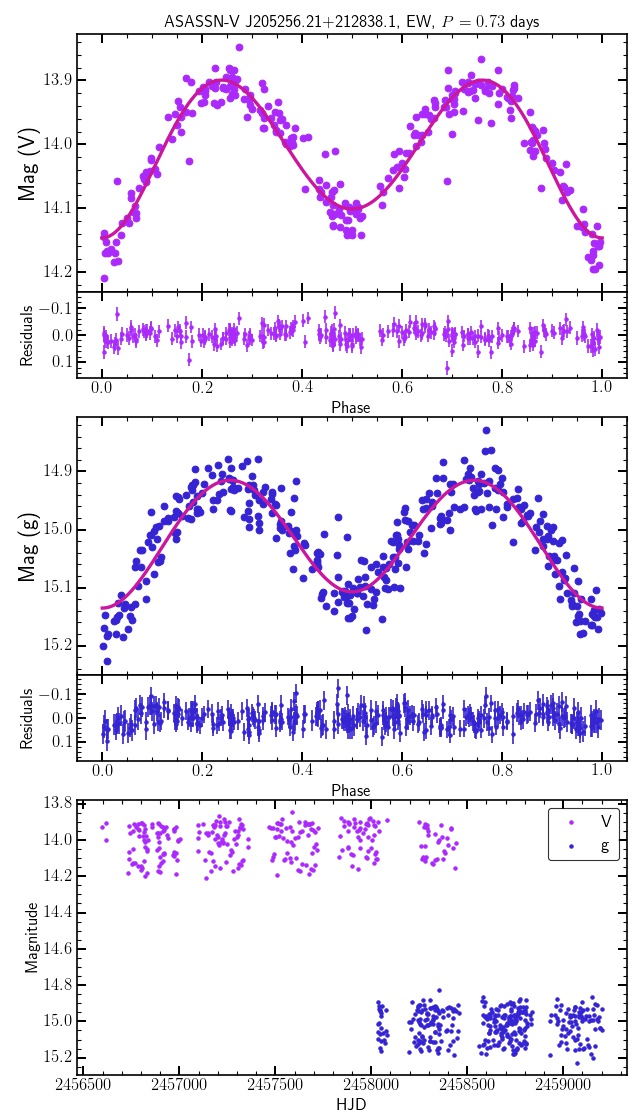 ASASSN-V J205256.21+212838.1, EW, P = 0.73 days
13.9
14.0
14.1
14.2
Mag (V)
−0.1
0.0
0.1
Residuals
0.0 0.2 0.4 0.6 0.8 1.0
Phase
14.9
15.0
15.1
15.2
Mag (g)
−0.1
0.0
0.1
Residuals
0.0 0.2 0.4 0.6 0.8 1.0
Phase
13.8
14.0
14.2
14.4
14.6
14.8
15.0
15.2
Magnitude
V
g
2456500 2457000 2457500 2458000 2458500 2459000
HJD